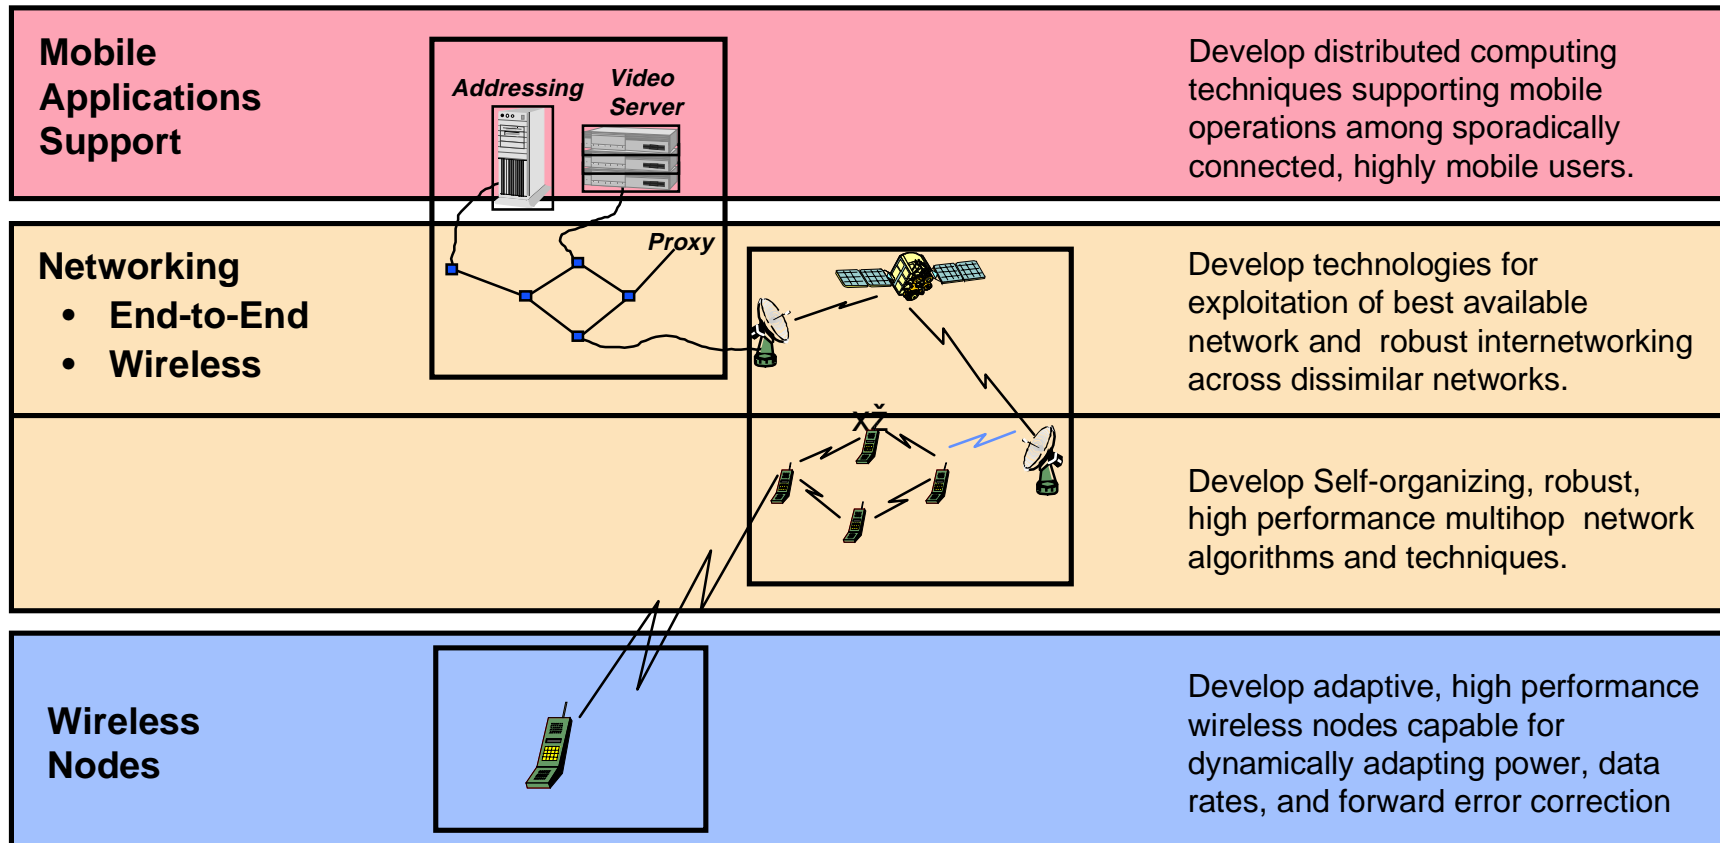 Mobile
Applications
Support
Addressing
Video
Server
Develop distributed computing
techniques supporting mobile
operations among sporadically
connected, highly mobile users.
Networking
• End-to-End
• Wireless
Proxy
Develop technologies for
exploitation of best available
network and  robust internetworking
across dissimilar networks.
XŽ
Develop Self-organizing, robust,
high performance multihop  network
algorithms and techniques.
Wireless
Nodes
Develop adaptive, high performance
wireless nodes capable for
dynamically adapting power, data
rates, and forward error correction